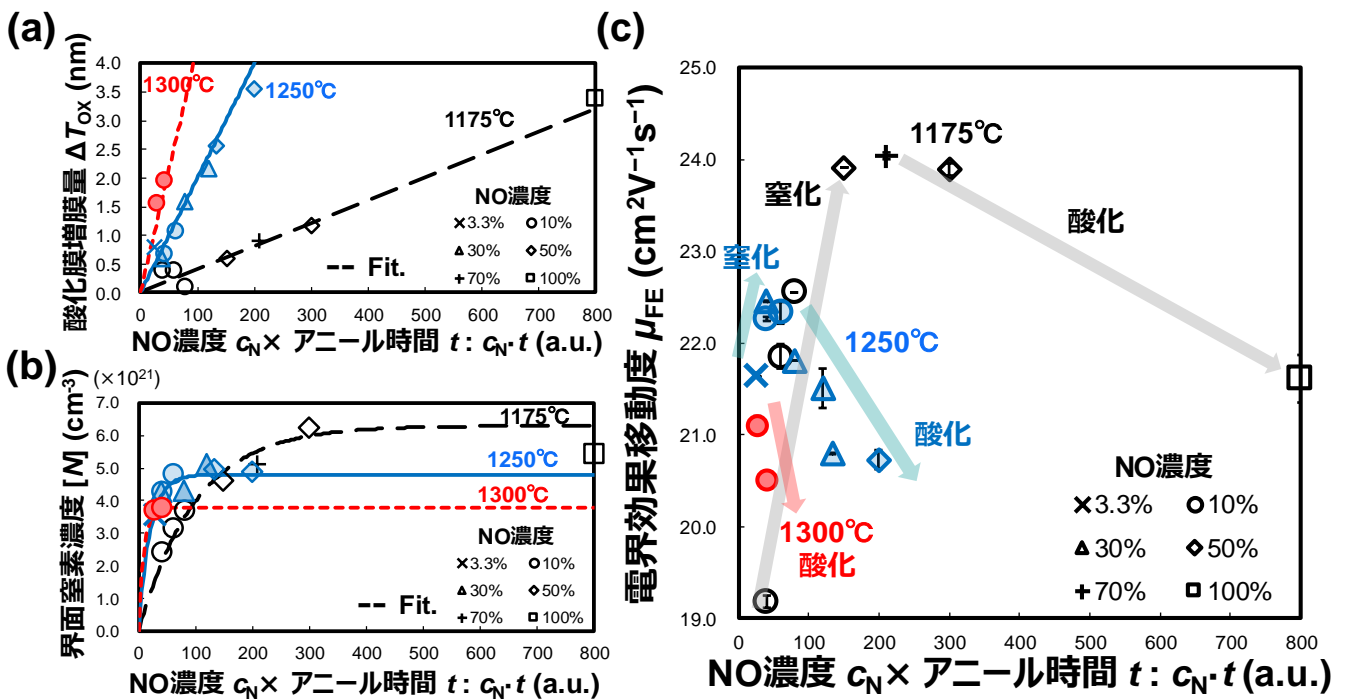 (a)
酸化膜増膜量 ΔT_OX (nm)
4.0
3.5
3.0
2.5
2.0
1.5
1.0
0.5
0.0
1300℃
1250℃
1175℃
NO濃度
3.3%
10%
30%
50%
70%
100%
Fit.
0 100 200 300 400 500 600 700 800
NO濃度 c_N× アニール時間 t : c_N·t (a.u.)
(b)
(×10²¹)
界面窒素濃度 [N] (cm⁻³)
7.0
6.0
5.0
4.0
3.0
2.0
1.0
0.0
1175℃
1250℃
1300℃
NO濃度
3.3%
10%
30%
50%
70%
100%
Fit.
0 100 200 300 400 500 600 700 800
NO濃度 c_N× アニール時間 t : c_N·t (a.u.)
(c)
電界効果移動度 μ_FE (cm²V⁻¹s⁻¹)
25.0
24.0
23.0
22.0
21.0
20.0
19.0
1175℃
窒化
酸化
窒化
1250℃
酸化
1300℃
酸化
NO濃度
3.3%
10%
30%
50%
70%
100%
0 100 200 300 400 500 600 700 800
NO濃度 c_N× アニール時間 t : c_N·t (a.u.)